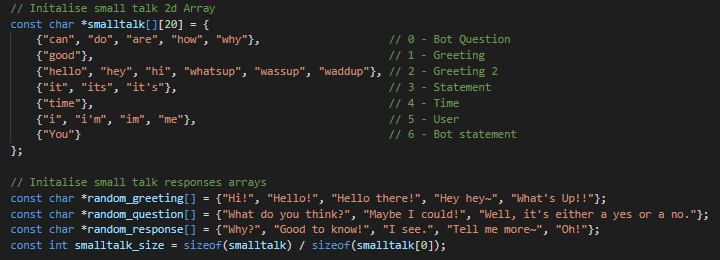 // Initalise small talk 2d Array
const char *smalltalk[][20] = {
{"can", "do", "are", "how", "why"}, // 0 - Bot Question
{"good"}, // 1 - Greeting
{"hello", "hey", "hi", "whatsup", "wassup", "waddup"}, // 2 - Greeting 2
{"it", "its", "it's"}, // 3 - Statement
{"time"}, // 4 - Time
{"i", "i'm", "im", "me"}, // 5 - User
{"You"} // 6 - Bot statement
};
// Initalise small talk responses arrays
const char *random_greeting[] = {"Hi!", "Hello!", "Hello there!", "Hey hey~", "What's Up!!"};
const char *random_question[] = {"What do you think?", "Maybe I could!", "Well, it's either a yes or a no."};
const char *random_response[] = {"Why?", "Good to know!", "I see.", "Tell me more~", "Oh!"};
const int smalltalk_size = sizeof(smalltalk) / sizeof(smalltalk[0]);